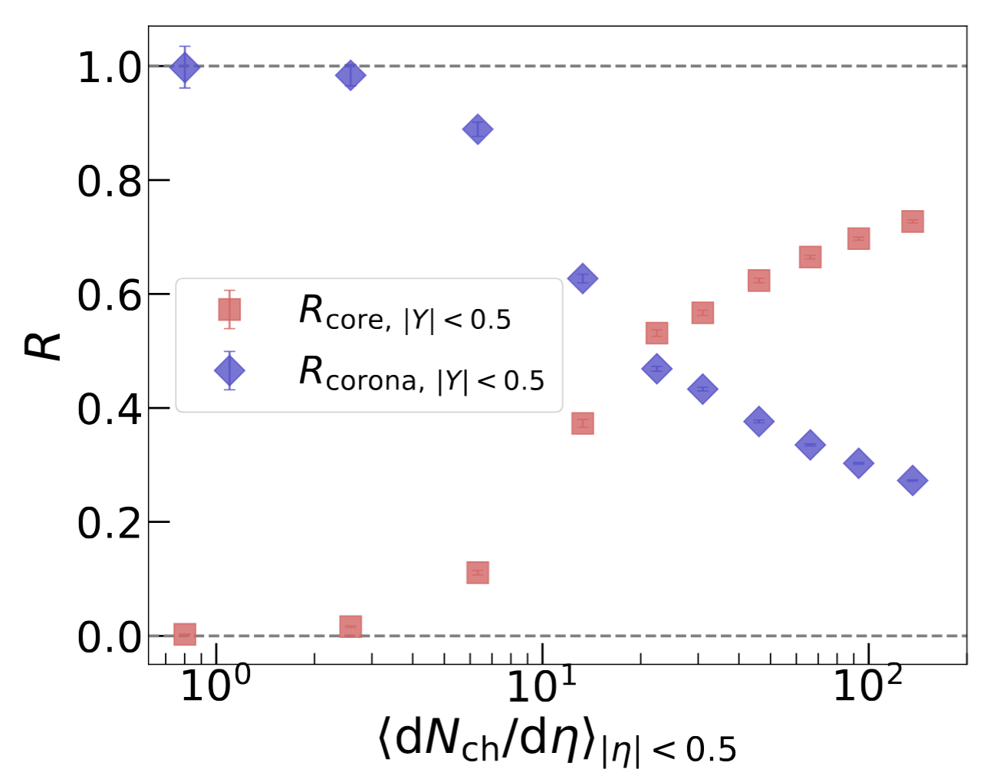 1.0
0.8
0.6
0.4
0.2
0.0
R
R_core, |Y| < 0.5
R_corona, |Y| < 0.5
10^0 10^1 10^2
⟨dN_ch/dη⟩_|η| < 0.5